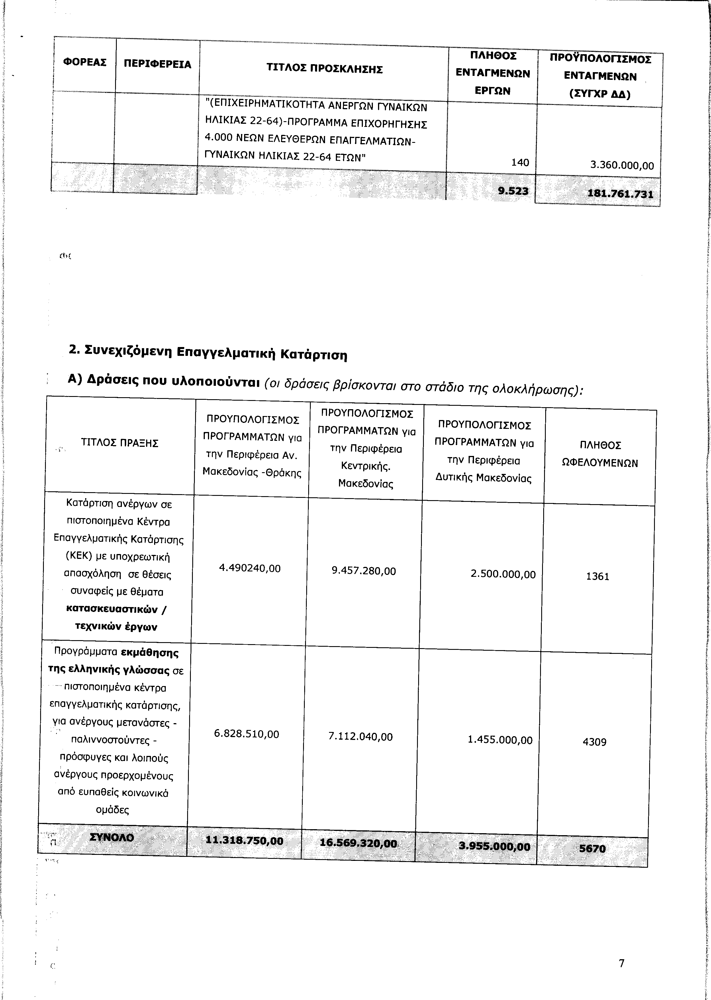 ΦΟΡΕΑΣ
ΠΕΡΙΦΕΡΕΙΑ
ΤΙΤΛΟΣ ΠΡΟΣΚΛΗΣΗΣ
ΠΛΗΘΟΣ
ΕΝΤΑΓΜΕΝΩΝ
ΕΡΓΩΝ
ΠΡΟΫΠΟΛΟΓΙΣΜΟΣ
ΕΝΤΑΓΜΕΝΩΝ
(ΣΥΓΧΡ ΔΔ)
"(ΕΠΙΧΕΙΡΗΜΑΤΙΚΟΤΗΤΑ ΑΝΕΡΓΩΝ ΓΥΝΑΙΚΩΝ
ΗΛΙΚΙΑΣ 22-64)-ΠΡΟΓΡΑΜΜΑ ΕΠΙΧΟΡΗΓΗΣΗΣ
4.000 ΝΕΩΝ ΕΛΕΥΘΕΡΩΝ ΕΠΑΓΓΕΛΜΑΤΙΩΝ-
ΓΥΝΑΙΚΩΝ ΗΛΙΚΙΑΣ 22-64 ΕΤΩΝ"
140
3.360.000,00
9.523
181.761.731
2. Συνεχιζόμενη Επαγγελματική Κατάρτιση
Α) Δράσεις που υλοποιούνται (οι δράσεις βρίσκονται στο στάδιο της ολοκλήρωσης):
ΤΙΤΛΟΣ ΠΡΑΞΗΣ
ΠΡΟΥΠΟΛΟΓΙΣΜΟΣ
ΠΡΟΓΡΑΜΜΑΤΩΝ για
την Περιφέρεια Αν.
Μακεδονίας -Θράκης
ΠΡΟΥΠΟΛΟΓΙΣΜΟΣ
ΠΡΟΓΡΑΜΜΑΤΩΝ για
την Περιφέρεια
Κεντρικής.
Μακεδονίας
ΠΡΟΥΠΟΛΟΓΙΣΜΟΣ
ΠΡΟΓΡΑΜΜΑΤΩΝ για
την Περιφέρεια
Δυτικής Μακεδονίας
ΠΛΗΘΟΣ
ΩΦΕΛΟΥΜΕΝΩΝ
Κατάρτιση ανέργων σε
πιστοποιημένα Κέντρα
Επαγγελματικής Κατάρτισης
(ΚΕΚ) με υποχρεωτική
απασχόληση σε θέσεις
συναφείς με θέματα
κατασκευαστικών /
τεχνικών έργων
4.490240,00
9.457.280,00
2.500.000,00
1361
Προγράμματα εκμάθησης
της ελληνικής γλώσσας σε
πιστοποιημένα κέντρα
επαγγελματικής κατάρτισης,
για ανέργους μετανάστες -
παλιννοστούντες -
πρόσφυγες και λοιπούς
ανέργους προερχομένους
από ευπαθείς κοινωνικά
ομάδες
6.828.510,00
7.112.040,00
1.455.000,00
4309
ΣΥΝΟΛΟ
11.318.750,00
16.569.320,00
3.955.000,00
5670
7